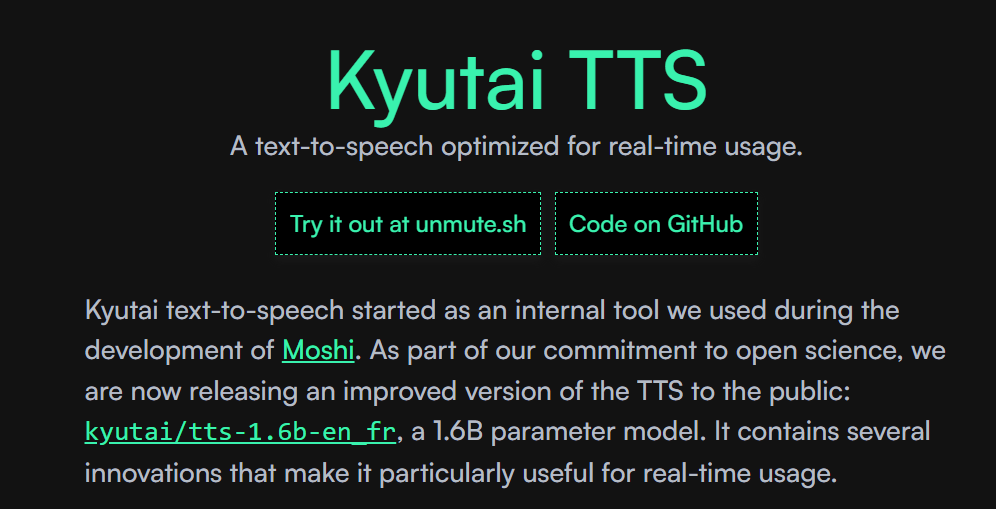 Kyutai TTS
A text-to-speech optimized for real-time usage.
Try it out at unmute.sh
Code on GitHub
Kyutai text-to-speech started as an internal tool we used during the
development of Moshi. As part of our commitment to open science, we
are now releasing an improved version of the TTS to the public:
kyutai/tts-1.6b-en_fr, a 1.6B parameter model. It contains several
innovations that make it particularly useful for real-time usage.